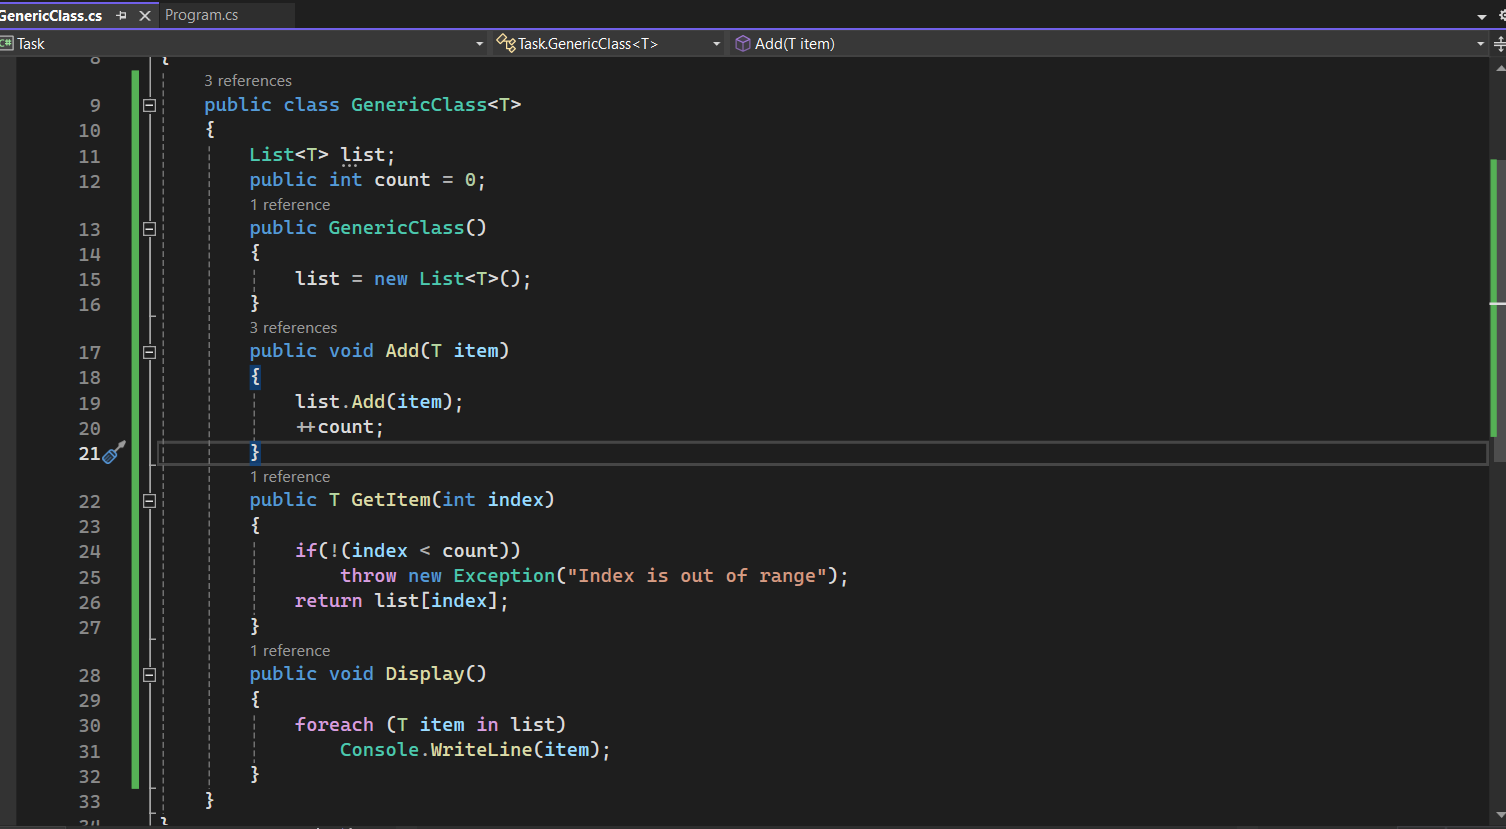 GenericClass.cs Program.cs
C# Task Task.GenericClass<T> Add(T item)
8 {
3 references
9 public class GenericClass<T>
10 {
11 List<T> list;
12 public int count = 0;
1 reference
13 public GenericClass()
14 {
15 list = new List<T>();
16 }
3 references
17 public void Add(T item)
18 {
19 list.Add(item);
20 ++count;
21 }
1 reference
22 public T GetItem(int index)
23 {
24 if(!(index < count))
25 throw new Exception("Index is out of range");
26 return list[index];
27 }
1 reference
28 public void Display()
29 {
30 foreach (T item in list)
31 Console.WriteLine(item);
32 }
33 }
34 }